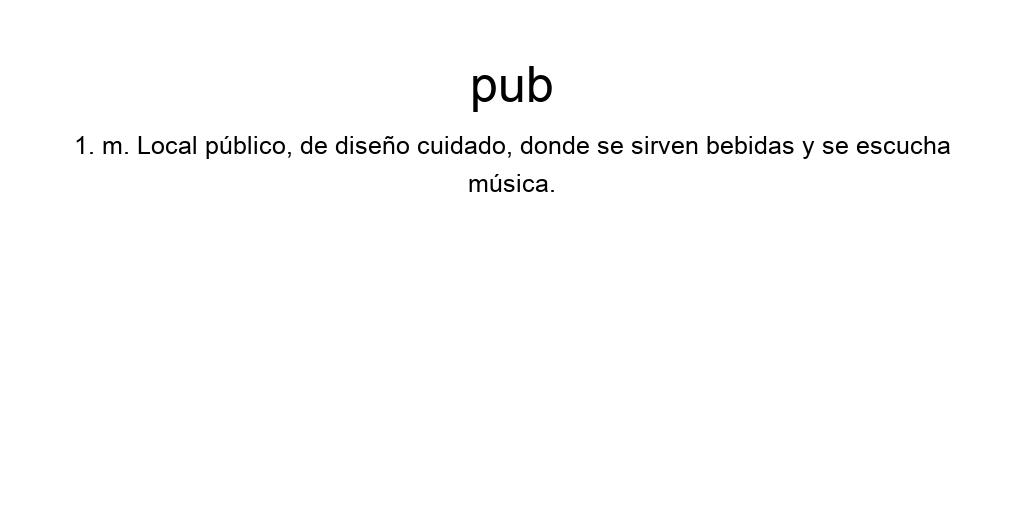 pub
1. m. Local público, de diseño cuidado, donde se sirven bebidas y se escucha
música.